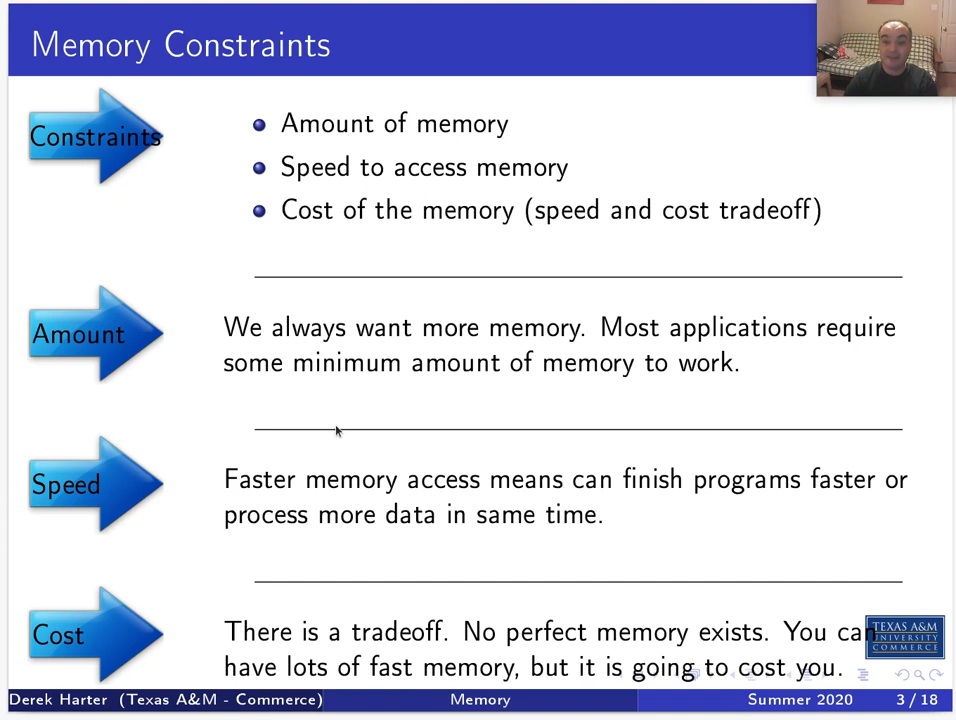 Memory Constraints
Constraints
Amount of memory
Speed to access memory
Cost of the memory (speed and cost tradeoff)
Amount
We always want more memory. Most applications require
some minimum amount of memory to work.
Speed
Faster memory access means can finish programs faster or
process more data in same time.
Cost
There is a tradeoff. No perfect memory exists. You can
have lots of fast memory, but it is going to cost you.
TEXAS A&M
UNIVERSITY
COMMERCE
Derek Harter (Texas A&M - Commerce) Memory Summer 2020 3 / 18